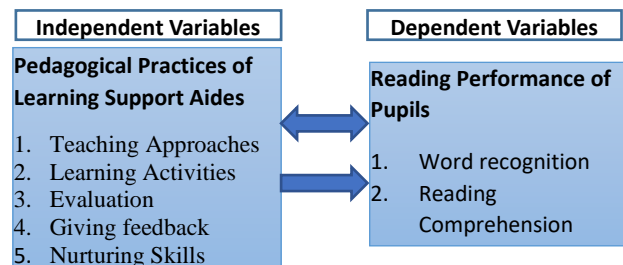 Independent Variables
Pedagogical Practices of
Learning Support Aides
1. Teaching Approaches
2. Learning Activities
3. Evaluation
4. Giving feedback
5. Nurturing Skills
Dependent Variables
Reading Performance of
Pupils
1. Word recognition
2. Reading
Comprehension